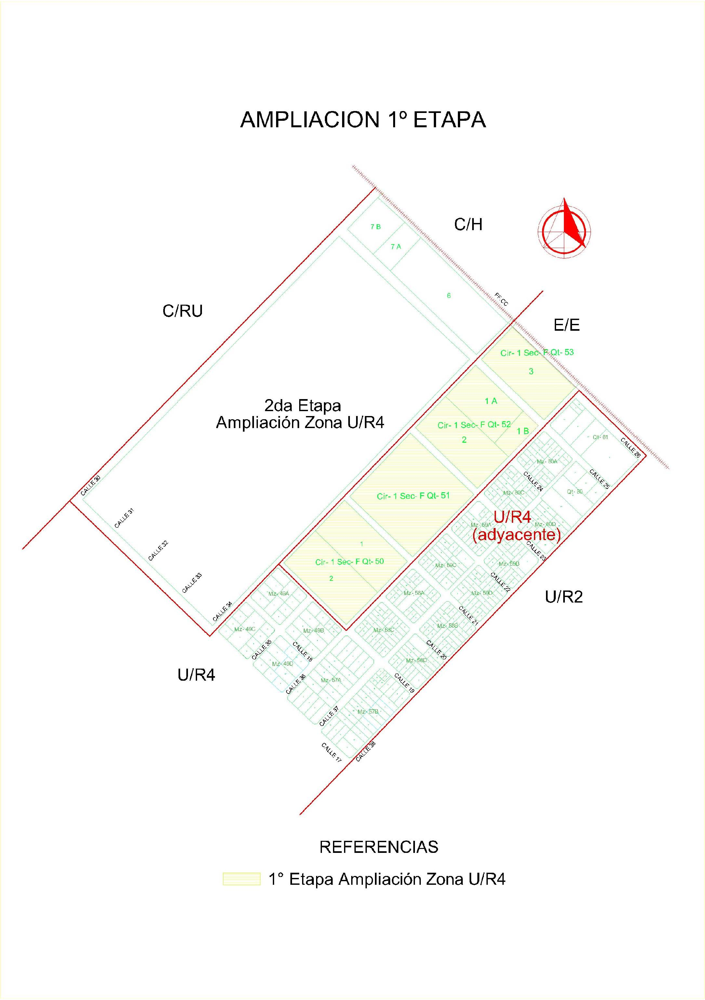 AMPLIACION 1º ETAPA
C/H
7 B
7 A
6
FF.CC
C/RU
E/E
Cir- 1 Sec- F Qt- 53
3
1 A
Cir- 1 Sec- F Qt- 52
1 B
2
2da Etapa
Ampliación Zona U/R4
Qt- 61
CALLE 26
Mz- 60A
CALLE 25
CALLE 24
CALLE 30
Mz- 60C
Qt- 60
Cir- 1 Sec- F Qt- 51
CALLE 31
U/R4
(adyacente)
Mz- 59A
Mz- 60D
CALLE 32
1
CALLE 23
Cir- 1 Sec- F Qt- 50
2
Mz- 59C
Mz- 59B
CALLE 33
CALLE 22
Mz- 49A
Mz- 58A
Mz- 59D
U/R2
CALLE 34
CALLE 21
Mz- 49C
Mz- 49B
Mz- 58C
Mz- 58B
CALLE 35
CALLE 18
CALLE 20
U/R4
Mz- 49D
Mz- 58D
CALLE 36
Mz- 57A
CALLE 19
CALLE 37
Mz- 57B
CALLE 17
CALLE 38
REFERENCIAS
1° Etapa Ampliación Zona U/R4